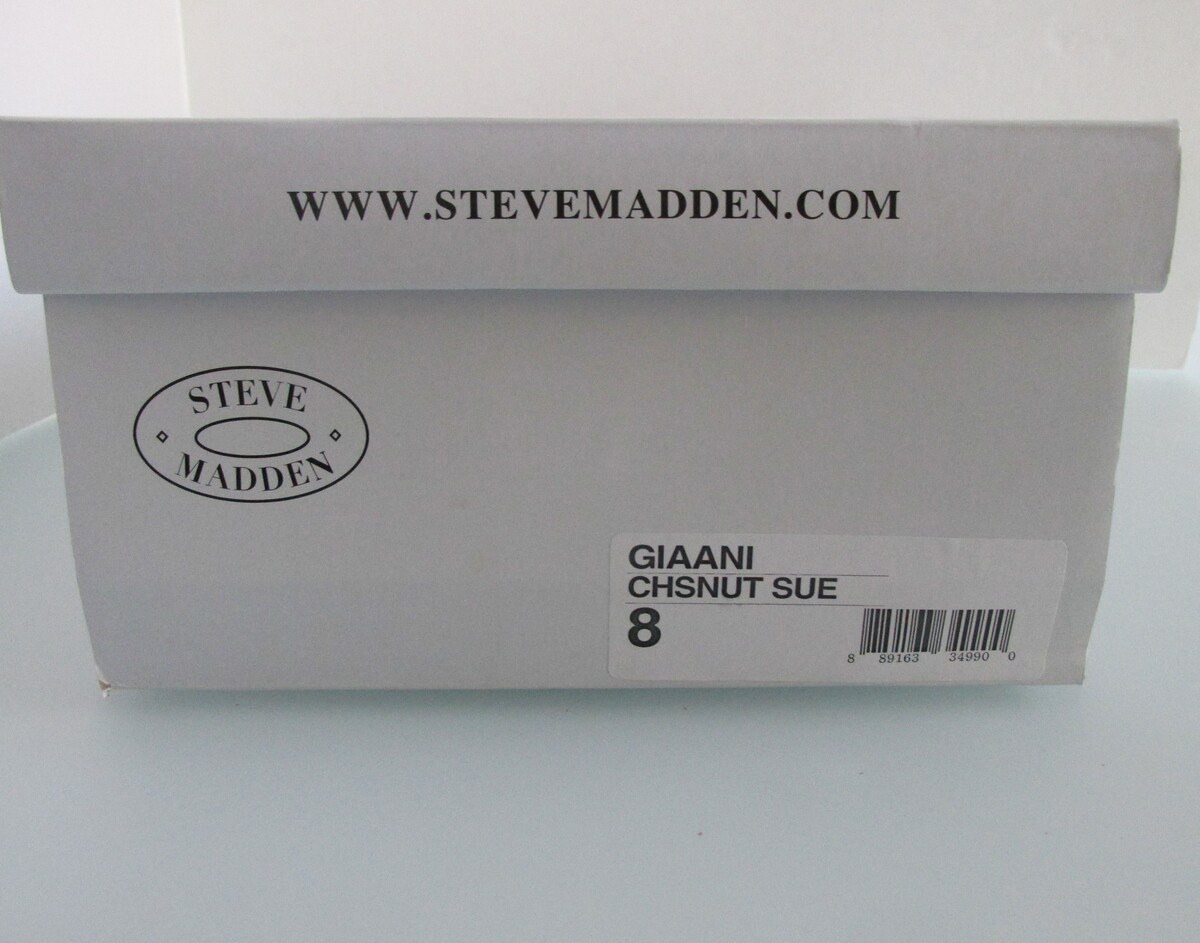 WWW.STEVEMADDEN.COM
STEVE
MADDEN
GIAANI
CHSNUT SUE
8
8 89163 34990 0